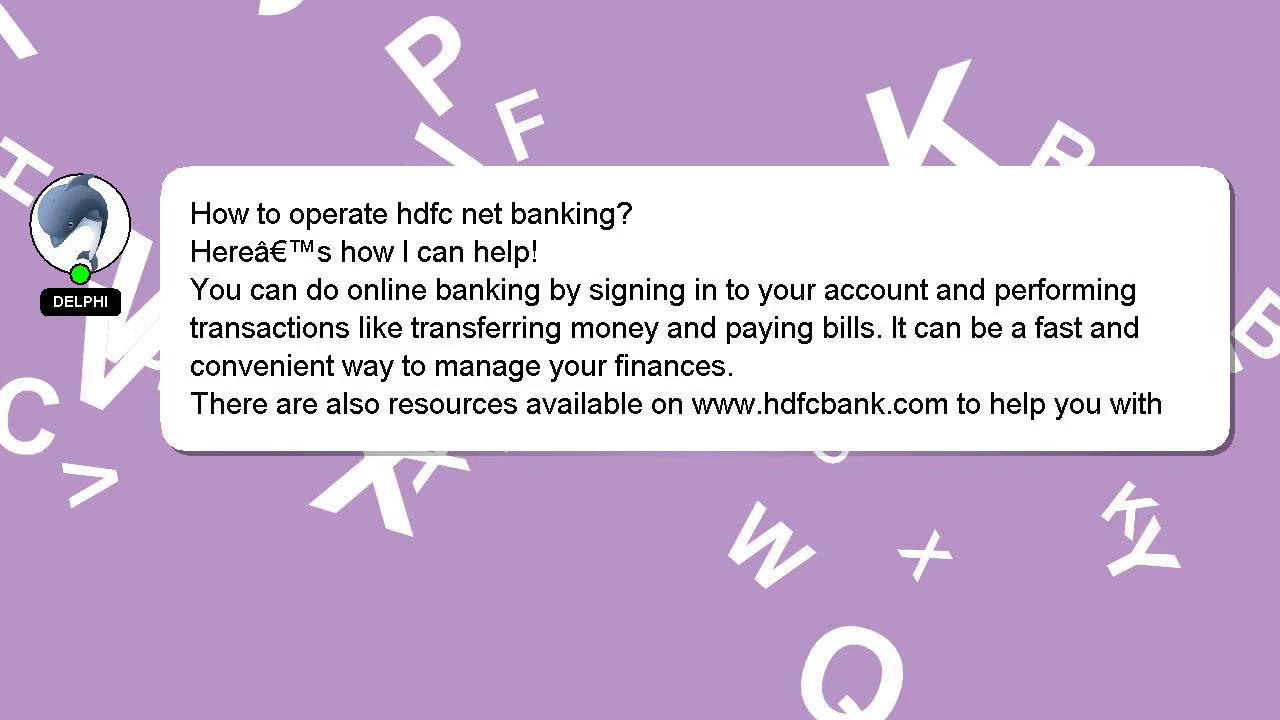 How to operate hdfc net banking?
Hereâ€™s how I can help!
You can do online banking by signing in to your account and performing
transactions like transferring money and paying bills. It can be a fast and
convenient way to manage your finances.
There are also resources available on www.hdfcbank.com to help you with
DELPHI